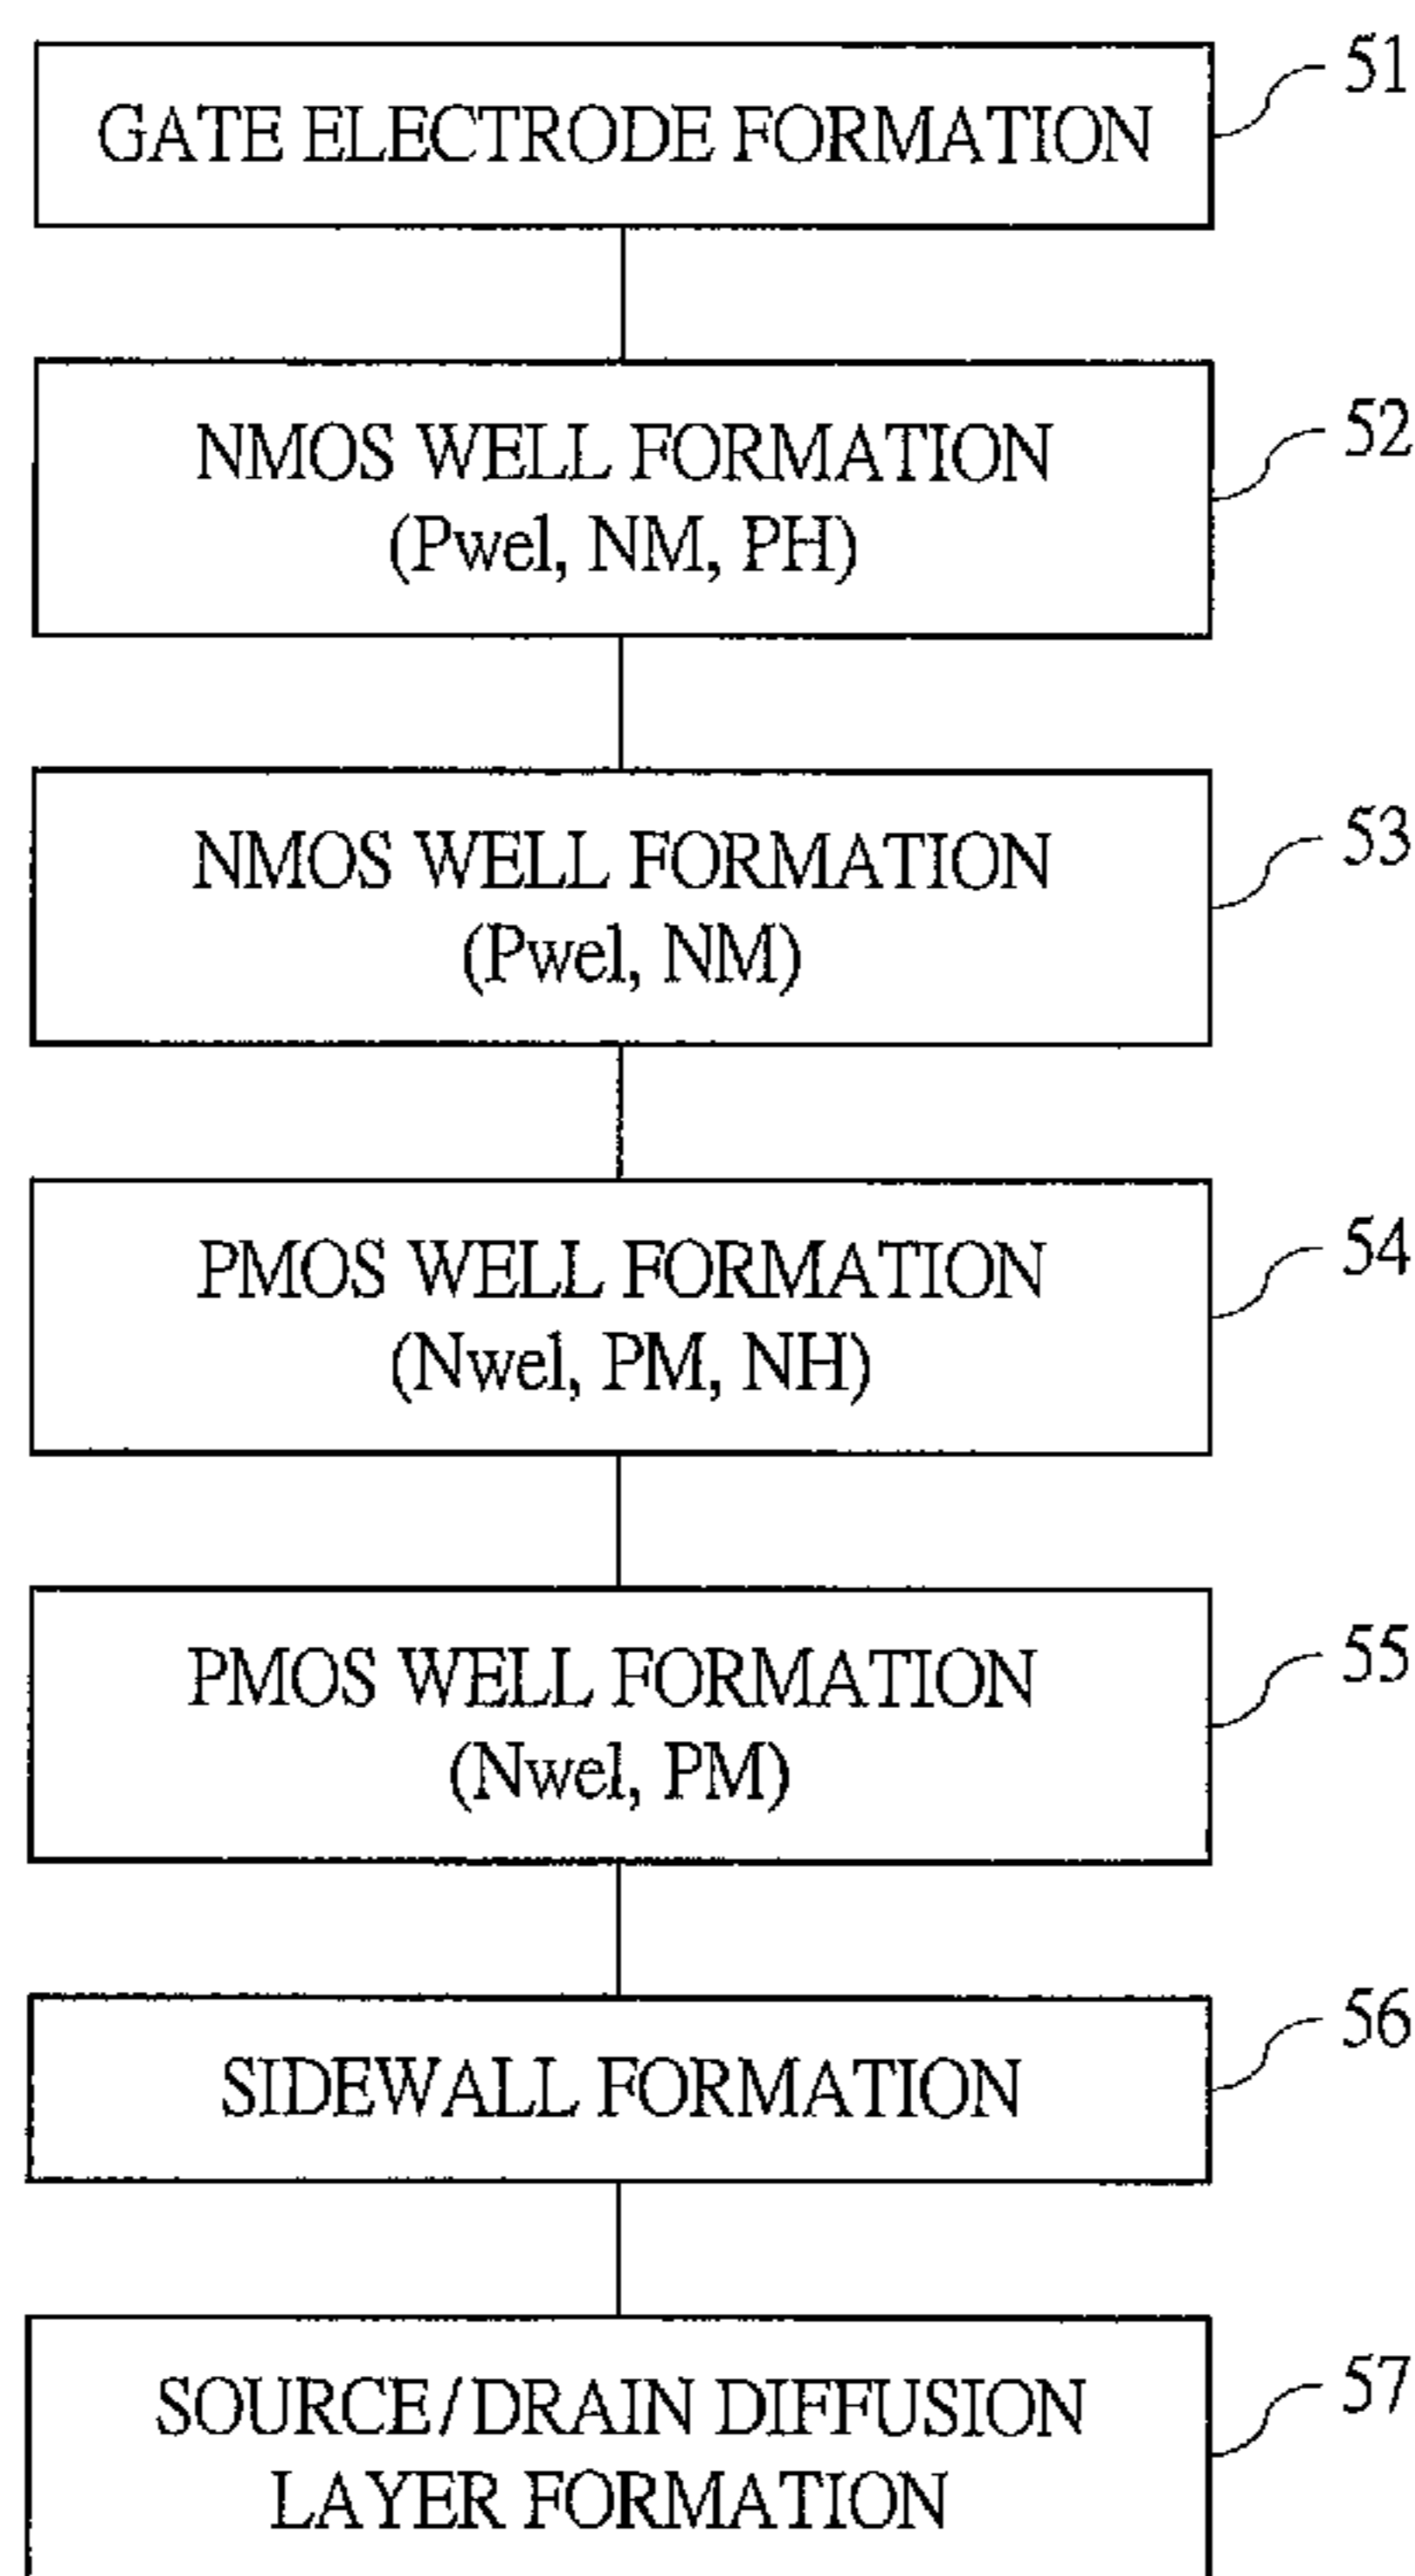 GATE ELECTRODE FORMATION
51
NMOS WELL FORMATION
(Pwel, NM, PH)
52
NMOS WELL FORMATION
(Pwel, NM)
53
PMOS WELL FORMATION
(Nwel, PM, NH)
54
PMOS WELL FORMATION
(Nwel, PM)
55
SIDEWALL FORMATION
56
SOURCE/DRAIN DIFFUSION
LAYER FORMATION
57